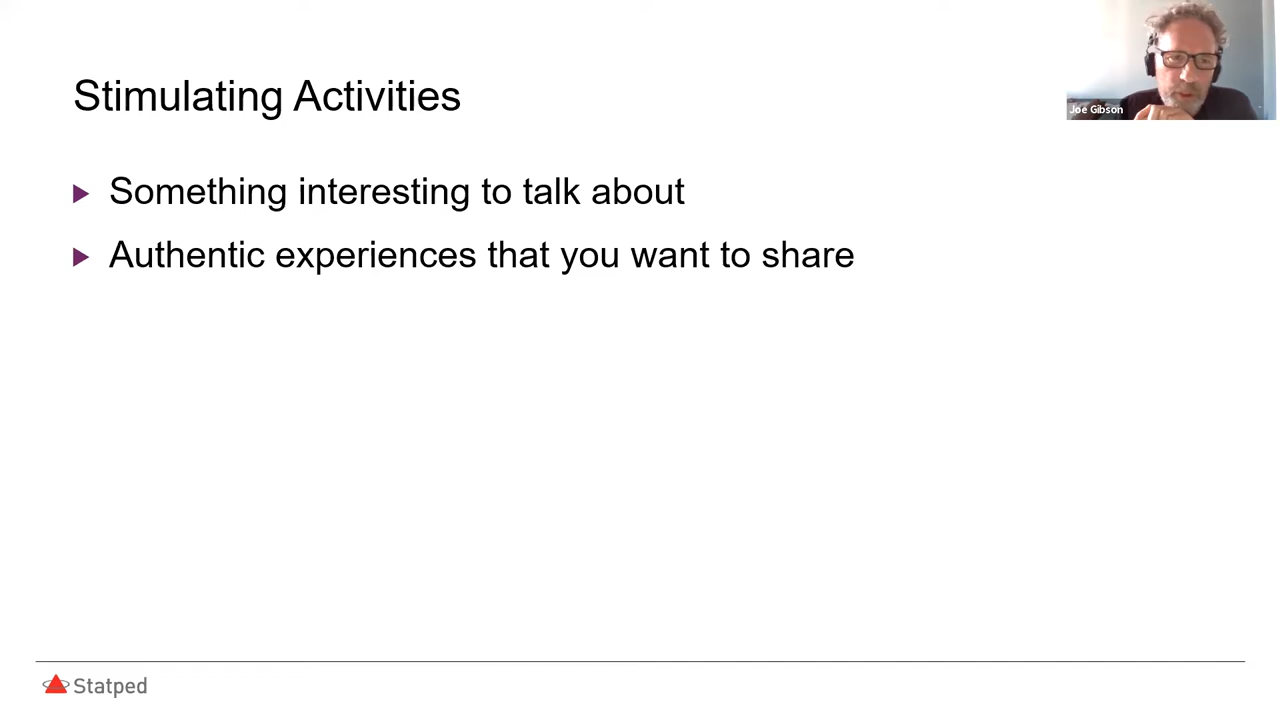 Stimulating Activities
Joe Gibson
Something interesting to talk about
Authentic experiences that you want to share
Statped